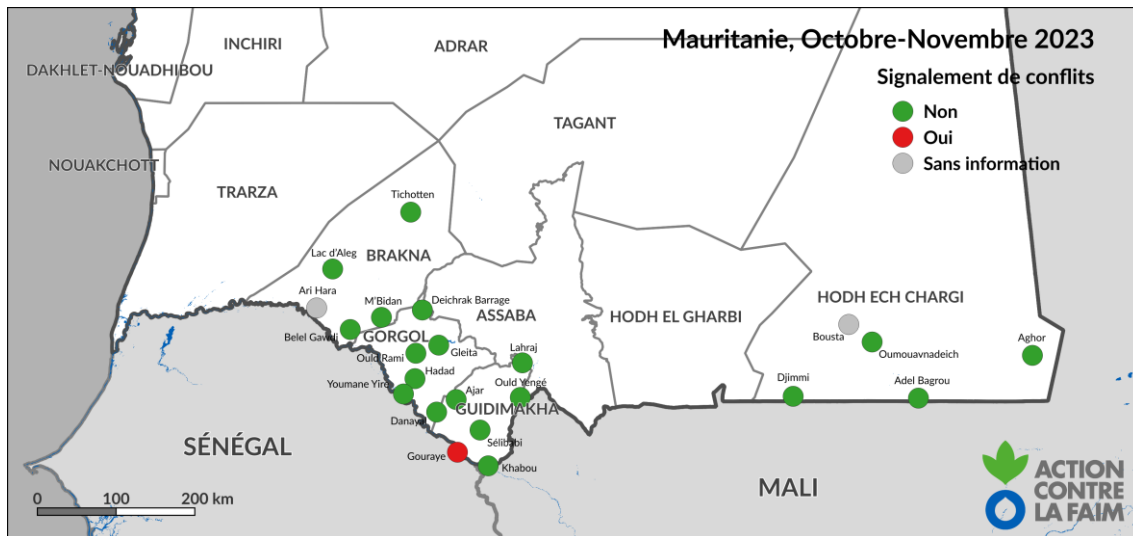 Mauritanie, Octobre-Novembre 2023
Signalement de conflits
Non
Oui
Sans information
INCHIRI
ADRAR
DAKHLET-NOUADHIBOU
TAGANT
NOUAKCHOTT
TRARZA
Tichotten
Lac d'Aleg
BRAKNA
Ari Hara
M'Bidan
Deichrak Barrage
ASSABA
HODH EL GHARBI
HODH ECH CHARGI
Bousta
Oumouavnadeich
Aghor
Belel Gawdi
GORGOL
Gleita
Lahraj
Ould Rami
Hadad
Youmane Yiré
Ajar
Ould Yengé
Djimmi
Adel Bagrou
GUIDIMAKHA
Danayal
Sélibabi
Gouraye
Khabou
SÉNÉGAL
MALI
0 100 200 km
ACTION
CONTRE
LA FAIM